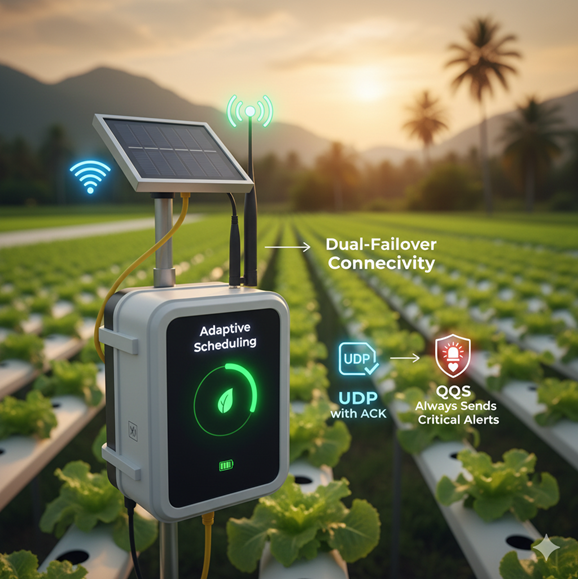 Dual-Failover
Connecivity
Adaptive
Scheduling
UDP
UDP
with ACK
QQS
Always Sends
Critical Alerts